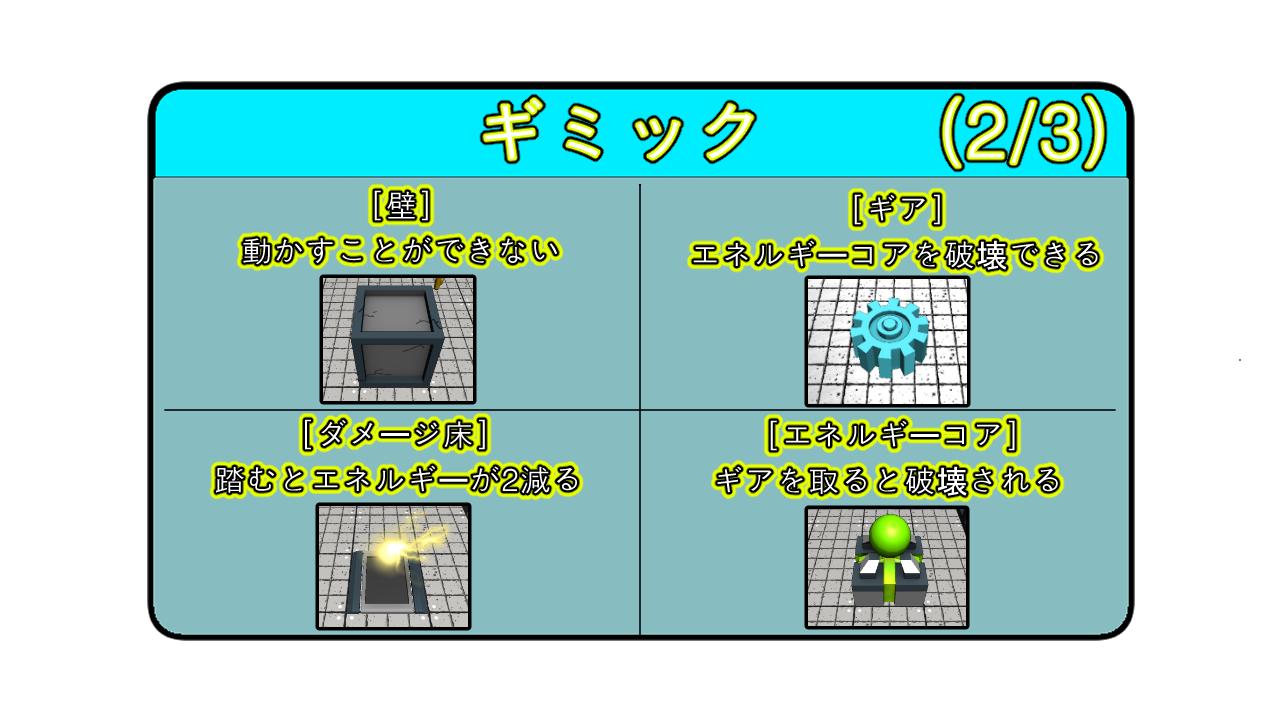 ギミック
(2/3)
[壁]
動かすことができない
[ギア]
エネルギーコアを破壊できる
[ダメージ床]
踏むとエネルギーが2減る
[エネルギーコア]
ギアを取ると破壊される